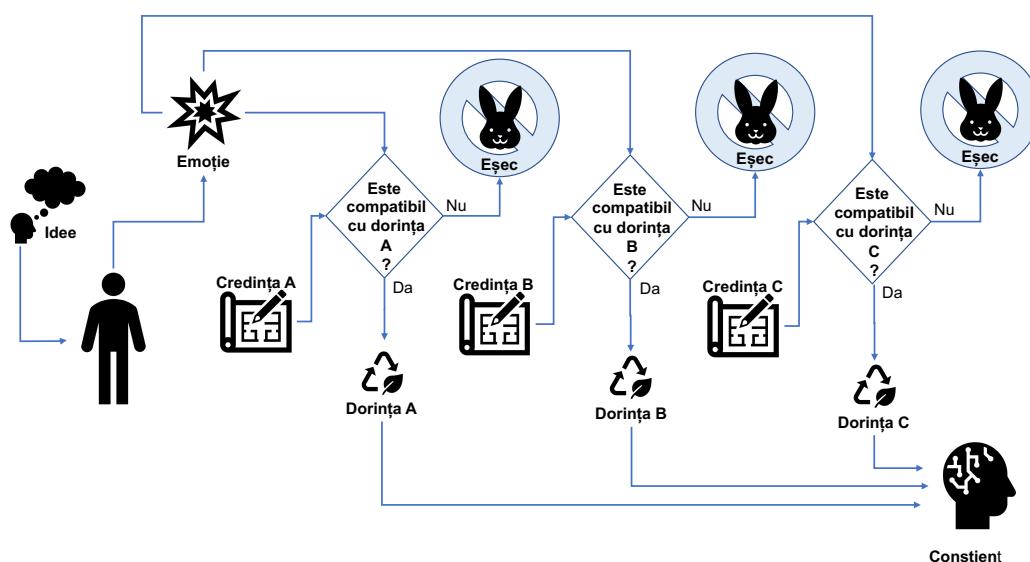 Emoție
Idee
Eșec
Este
compatibil
cu dorința
A
?
Nu
Da
Credința A
Dorința A
Eșec
Este
compatibil
cu dorința
B
?
Nu
Da
Credința B
Dorința B
Eșec
Este
compatibil
cu dorința
C
?
Nu
Da
Credința C
Dorința C
Constient